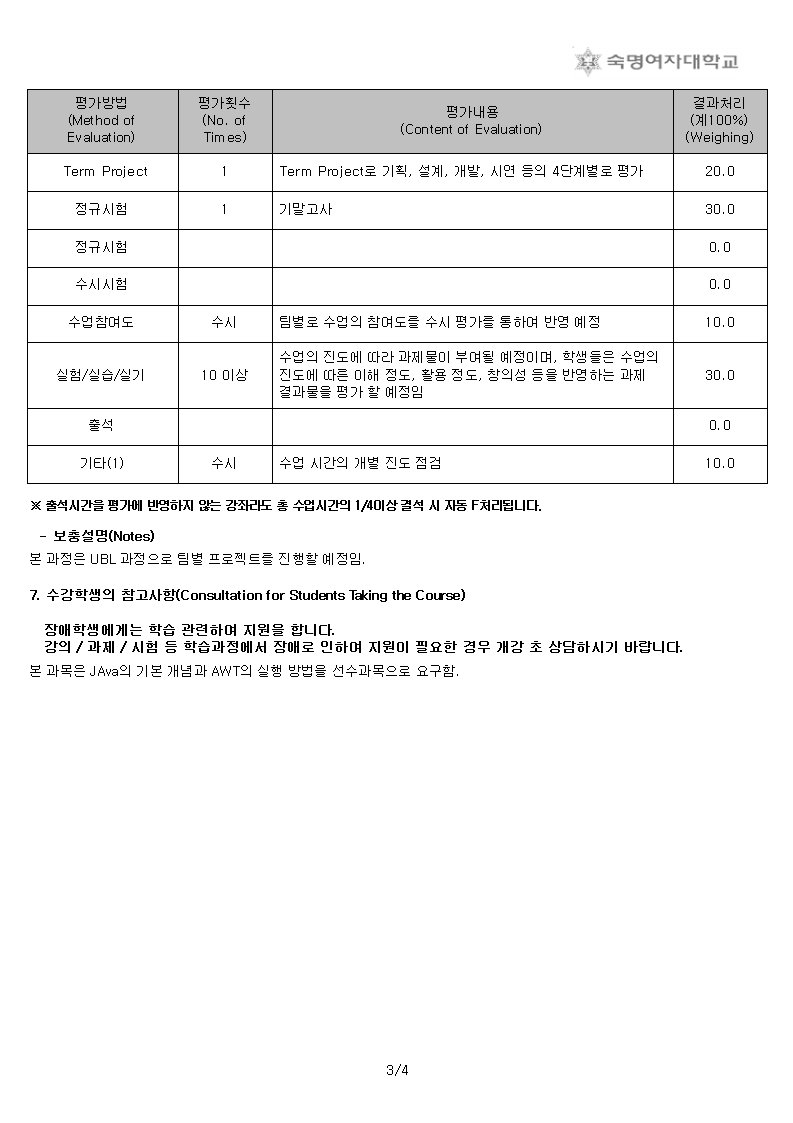 숙명여자대학교
평가방법 평가횟수 평가내용 결과처리
(Method of (No. of (Content of Evaluation) (계100%)
Evaluation) Times) (Weighing)
Term Project 1 Term Project로 기획, 설계, 개발, 시연 등의 4단계별로 평가 20.0
정규시험 1 기말고사 30.0
정규시험 0.0
수시시험 0.0
수업참여도 수시 팀별로 수업의 참여도를 수시 평가를 통하여 반영 예정 10.0
수업의 진도에 따라 과제물이 부여될 예정이며, 학생들은 수업의
실험/실습/실기 10 이상 진도에 따른 이해 정도, 활용 정도, 창의성 등을 반영하는 과제 30.0
결과물을 평가 할 예정임
출석 0.0
기타(1) 수시 수업 시간의 개별 진도 점검 10.0
※ 출석시간을 평가에 반영하지 않는 강좌라도 총 수업시간의 1/4이상 결석 시 자동 F처리됩니다.
- 보충설명(Notes)
본 과정은 UBL 과정으로 팀별 프로젝트를 진행할 예정임.
7. 수강학생의 참고사항(Consultation for Students Taking the Course)
장애학생에게는 학습 관련하여 지원을 합니다.
강의 / 과제 / 시험 등 학습과정에서 장애로 인하여 지원이 필요한 경우 개강 초 상담하시기 바랍니다.
본 과목은 JAva의 기본 개념과 AWT의 실행 방법을 선수과목으로 요구함.
3/4